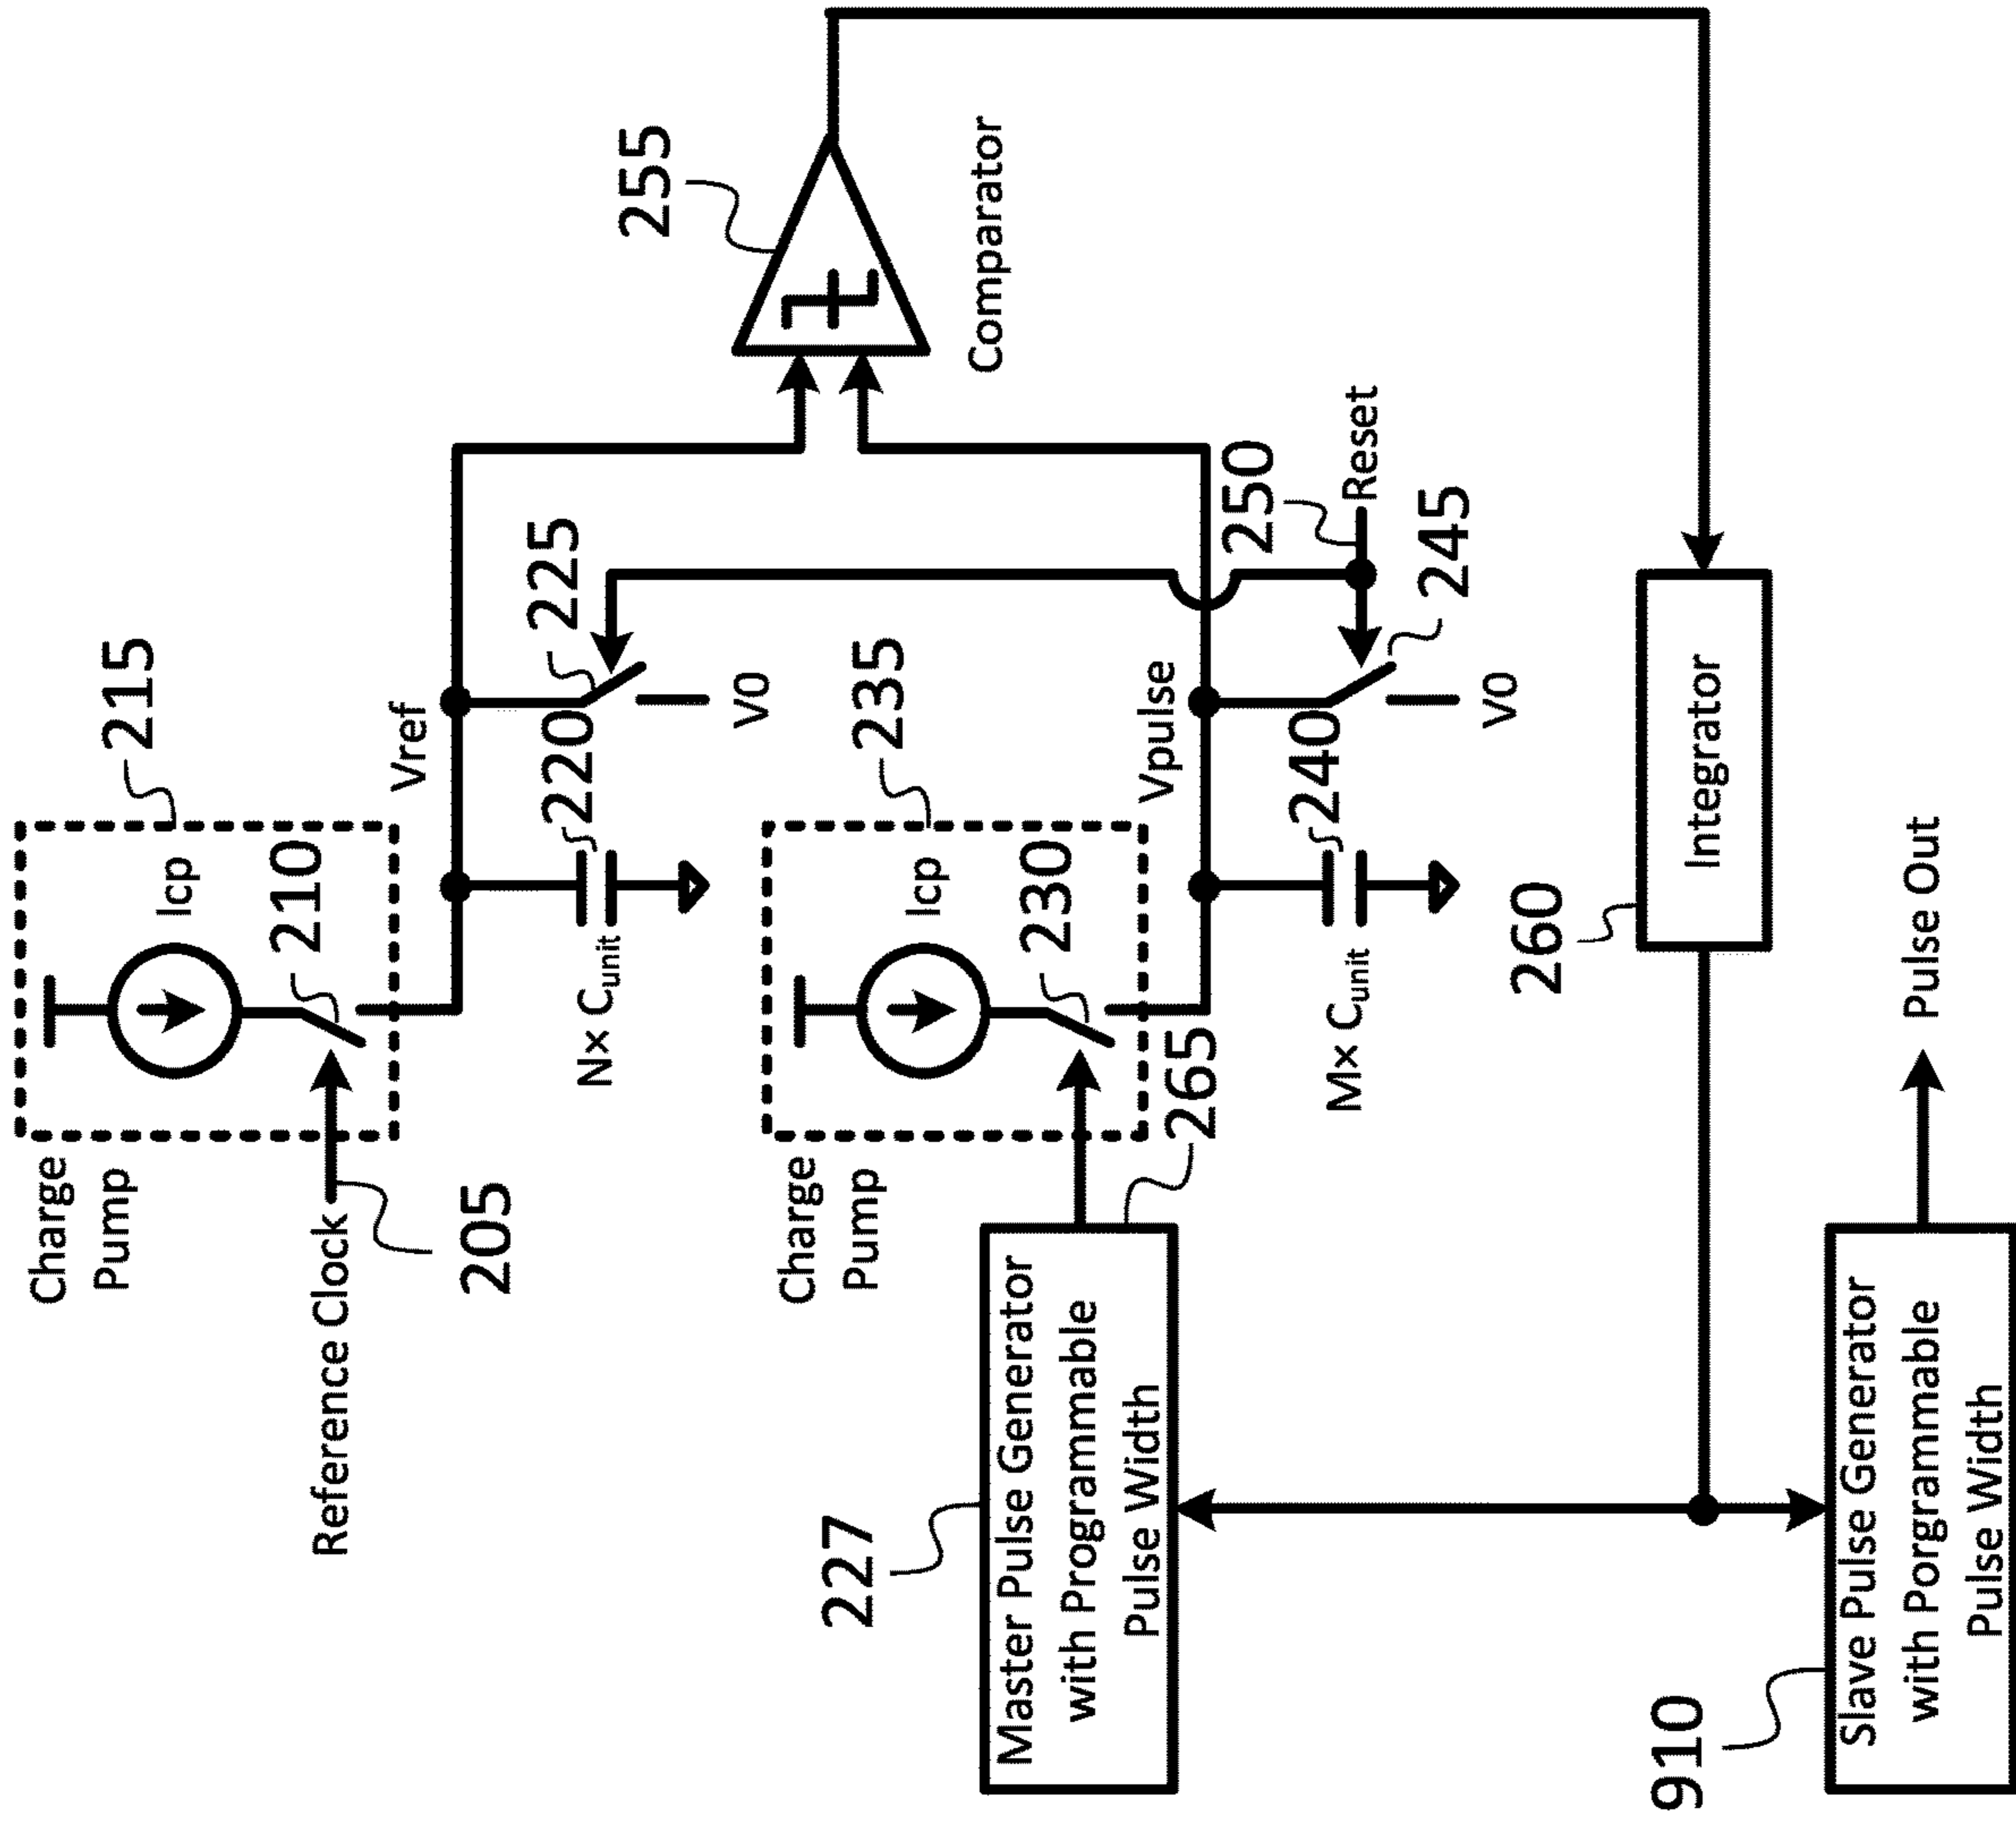 Charge
Pump
215
Icp
210
Reference Clock
205
Vref
N× Cunit
220
225
V0
255
Comparator
Charge
Pump
235
Icp
230
265
227
Master Pulse Generator
with Programmable
Pulse Width
Vpulse
M× Cunit
240
V0
250
Reset
245
260
Integrator
910
Slave Pulse Generator
with Porgrammable
Pulse Width
Pulse Out